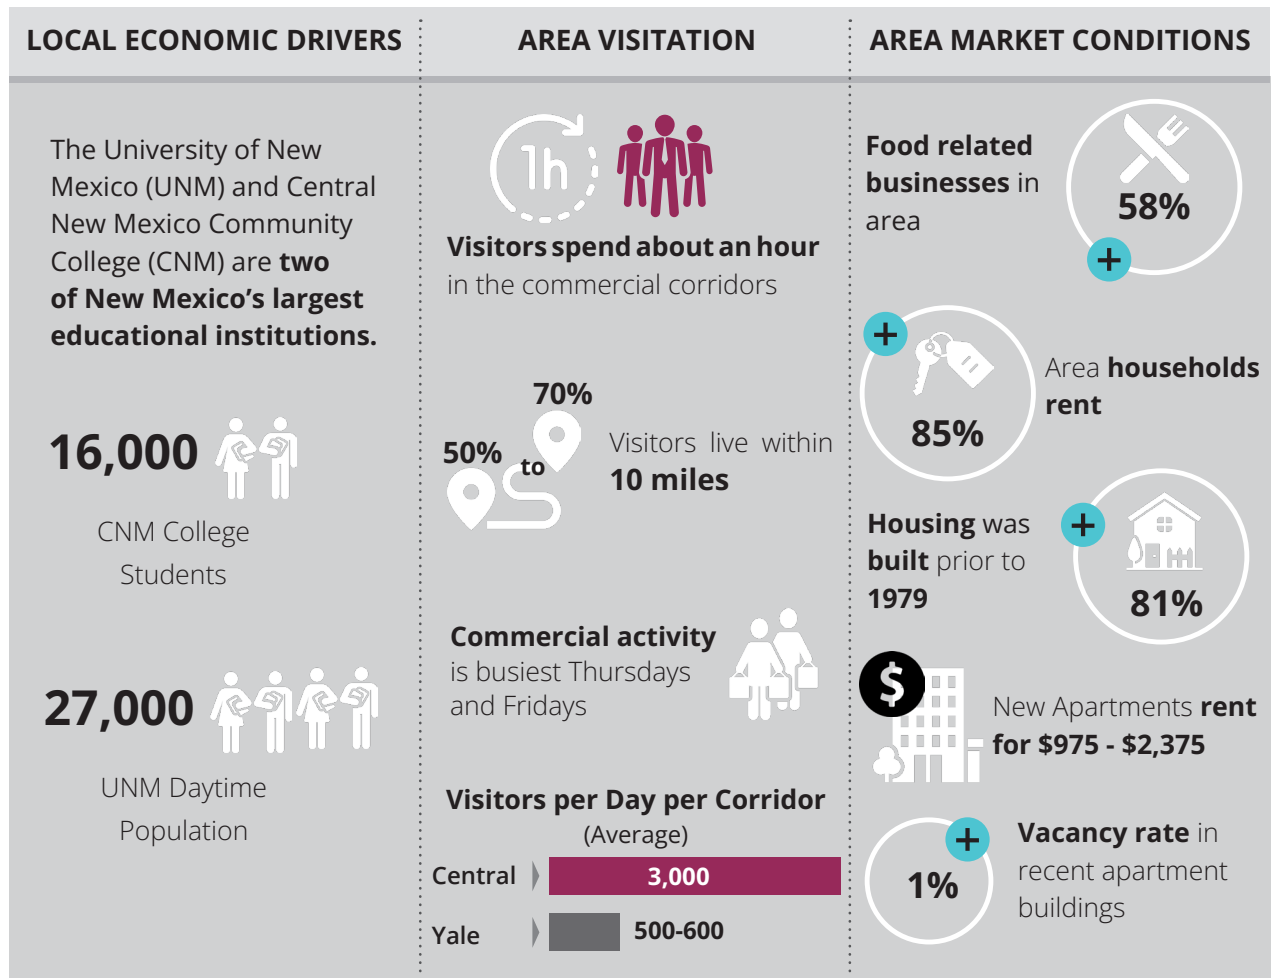 LOCAL ECONOMIC DRIVERS
The University of New
Mexico (UNM) and Central
New Mexico Community
College (CNM) are two
of New Mexico’s largest
educational institutions.
16,000
CNM College
Students
27,000
UNM Daytime
Population
AREA VISITATION
1h
Visitors spend about an hour
in the commercial corridors
50%
to
70%
Visitors live within
10 miles
Commercial activity
is busiest Thursdays
and Fridays
Visitors per Day per Corridor
(Average)
Central
3,000
Yale
500-600
AREA MARKET CONDITIONS
Food related
businesses in
area
58%
+
+
85%
Area households
rent
Housing was
built prior to
1979
+
81%
$
New Apartments rent
for $975 - $2,375
+
1%
Vacancy rate in
recent apartment
buildings